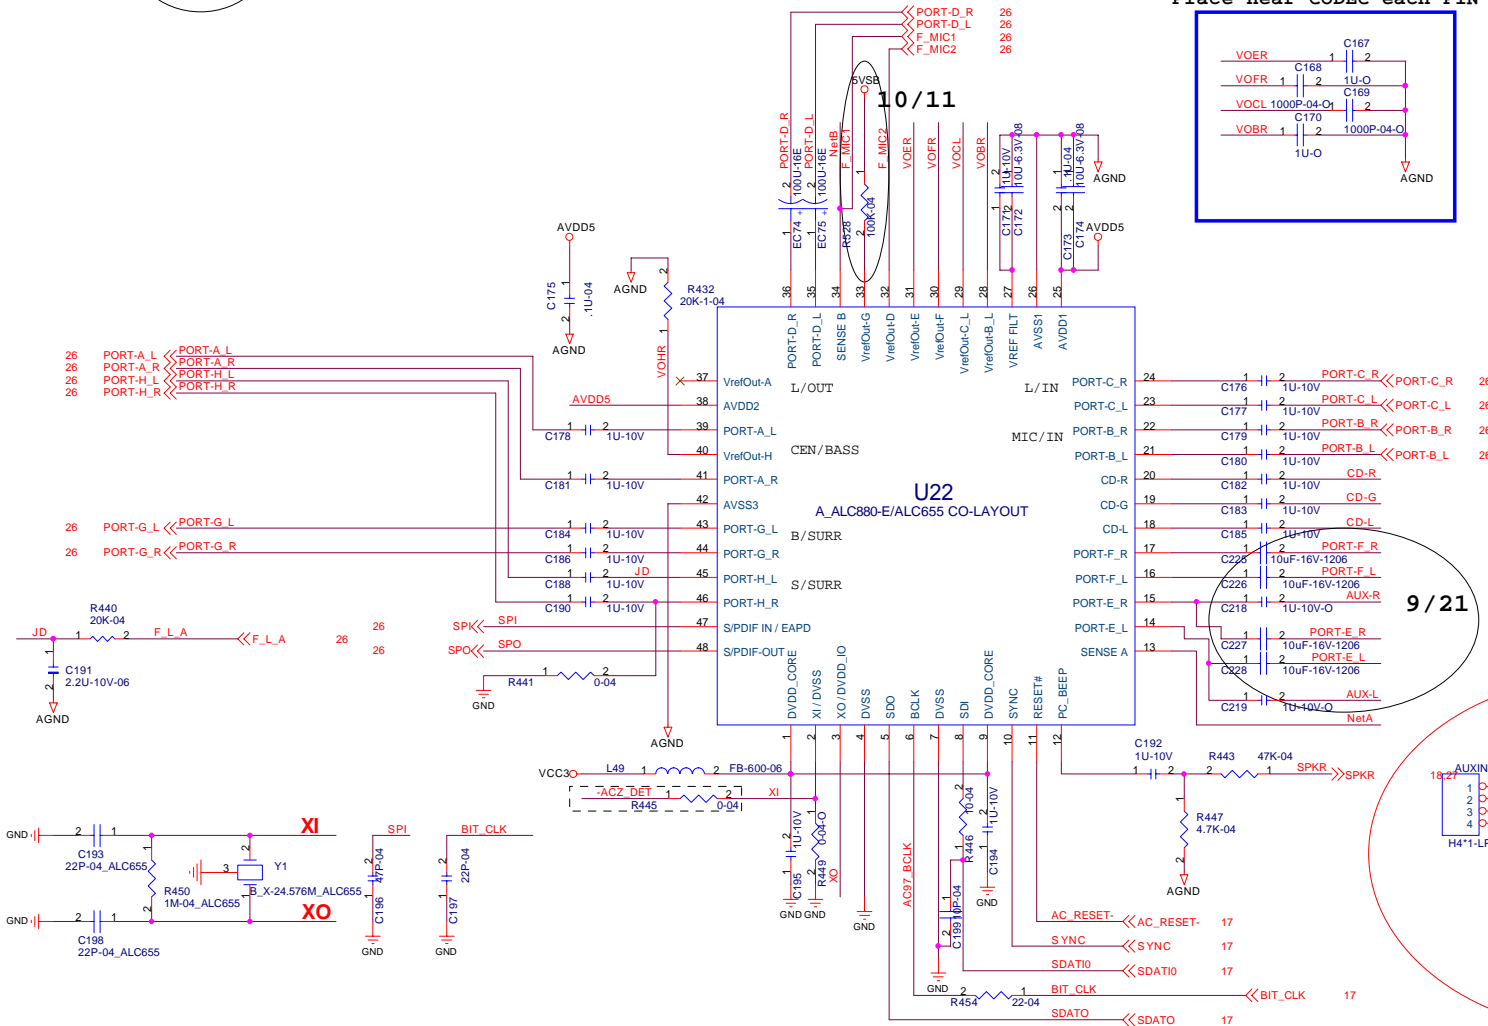 Place near CODEC each PIN
PORT-D_R 26
PORT-D_L 26
F_MIC1 26
F_MIC2 26
5VSB
10/11
VOER 1 C167 2
1U-O
VOFR 1 C168 2
1000P-04-O
VOCL 1 C169 2
1000P-04-O
VOBR 1 C170 2
1U-O
AGND
PORT-D_R
PORT-D_L
NetB
F_MIC1
F_MIC2
VOER
VOFR
VOCL
VOBR
100U-16E
100U-16E
EC74
EC75
R528
100K-04
1U-10V
10U-6.3V-08
C171
C172
.1U-04
10U-6.3V-08
C173
C174
AGND
AVDD5
AVDD5
C175
.1U-04
AGND
AGND
R432
20K-1-04
VOHR
36 35 34 33 32 31 30 29 28 27 26 25
PORT-D_R
PORT-D_L
SENSE B
VrefOut-G
VrefOut-D
VrefOut-E
VrefOut-F
VrefOut-C_L
VrefOut-B_L
VREF FILT
AVSS1
AVDD1
26 PORT-A_L PORT-A_L
26 PORT-A_R PORT-A_R
26 PORT-H_L PORT-H_L
26 PORT-H_R PORT-H_R
26 PORT-G_L PORT-G_L
26 PORT-G_R PORT-G_R
AVDD5
C178 1U-10V
C181 1U-10V
C184 1U-10V
C186 1U-10V
C188 1U-10V
JD
C190 1U-10V
37 VrefOut-A
38 AVDD2
39 PORT-A_L
40 VrefOut-H
41 PORT-A_R
42 AVSS3
43 PORT-G_L
44 PORT-G_R
45 PORT-H_L
46 PORT-H_R
47 S/PDIF IN / EAPD
48 S/PDIF-OUT
L/OUT
CEN/BASS
B/SURR
S/SURR
L/IN
MIC/IN
U22
A_ALC880-E/ALC655 CO-LAYOUT
PORT-C_R 24
PORT-C_L 23
PORT-B_R 22
PORT-B_L 21
CD-R 20
CD-G 19
CD-L 18
PORT-F_R 17
PORT-F_L 16
PORT-E_R 15
PORT-E_L 14
SENSE A 13
C176 1U-10V PORT-C_R PORT-C_R 26
C177 1U-10V PORT-C_L PORT-C_L 26
C179 1U-10V PORT-B_R PORT-B_R 26
C180 1U-10V PORT-B_L PORT-B_L 26
C182 1U-10V CD-R
C183 1U-10V CD-G
C185 1U-10V CD-L
C225 10uF-16V-1206 PORT-F_R
C226 10uF-16V-1206 PORT-F_L
C218 1U-10V-O AUX-R
C227 10uF-16V-1206 PORT-E_R
C228 10uF-16V-1206 PORT-E_L
C219 1U-10V-O AUX-L
NetA
9/21
JD R440 F_L_A F_L_A 26
20K-04
C191
2.2U-10V-06
AGND
26 SPI SPI
26 SPO SPO
R441 0-04
GND
AGND
DVDD_CORE
XI / DVSS
XO / DVDD_IO
DVSS
SDO
BCLK
DVSS
SDI
DVDD_CORE
SYNC
RESET#
PC_BEEP
1 2 3 4 5 6 7 8 9 10 11 12
VCC3 L49 1 2 FB-600-06
-ACZ_DET 1 2 XI
R445 0-04
1U-10V
C195
0-04-O
R449
XO
GND GND
GND
AC97_BCLK
10-04
R446
1U-10V
C194
GND
10P-04
C199
GND
C192
1U-10V
R443 47K-04
SPKR SPKR 18,27
R447
4.7K-04
AGND
AUXIN
1
2
3
4
H4*1-LF
GND 2 1 XI
C193
22P-04_ALC655
R450
1M-04_ALC655
3 Y1
B_X-24.576M_ALC655
GND 2 1 XO
C198
22P-04_ALC655
SPI
47P-04
C196
GND
BIT_CLK
22P-04
C197
GND
AC_RESET- AC_RESET- 17
SYNC SYNC 17
SDATI0 SDATI0 17
R454 22-04 BIT_CLK BIT_CLK 17
SDATO SDATO 17